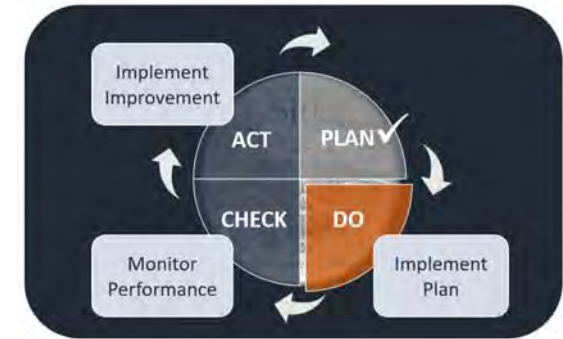 Implement
Improvement
ACT
PLAN
CHECK
DO
Monitor
Performance
Implement
Plan